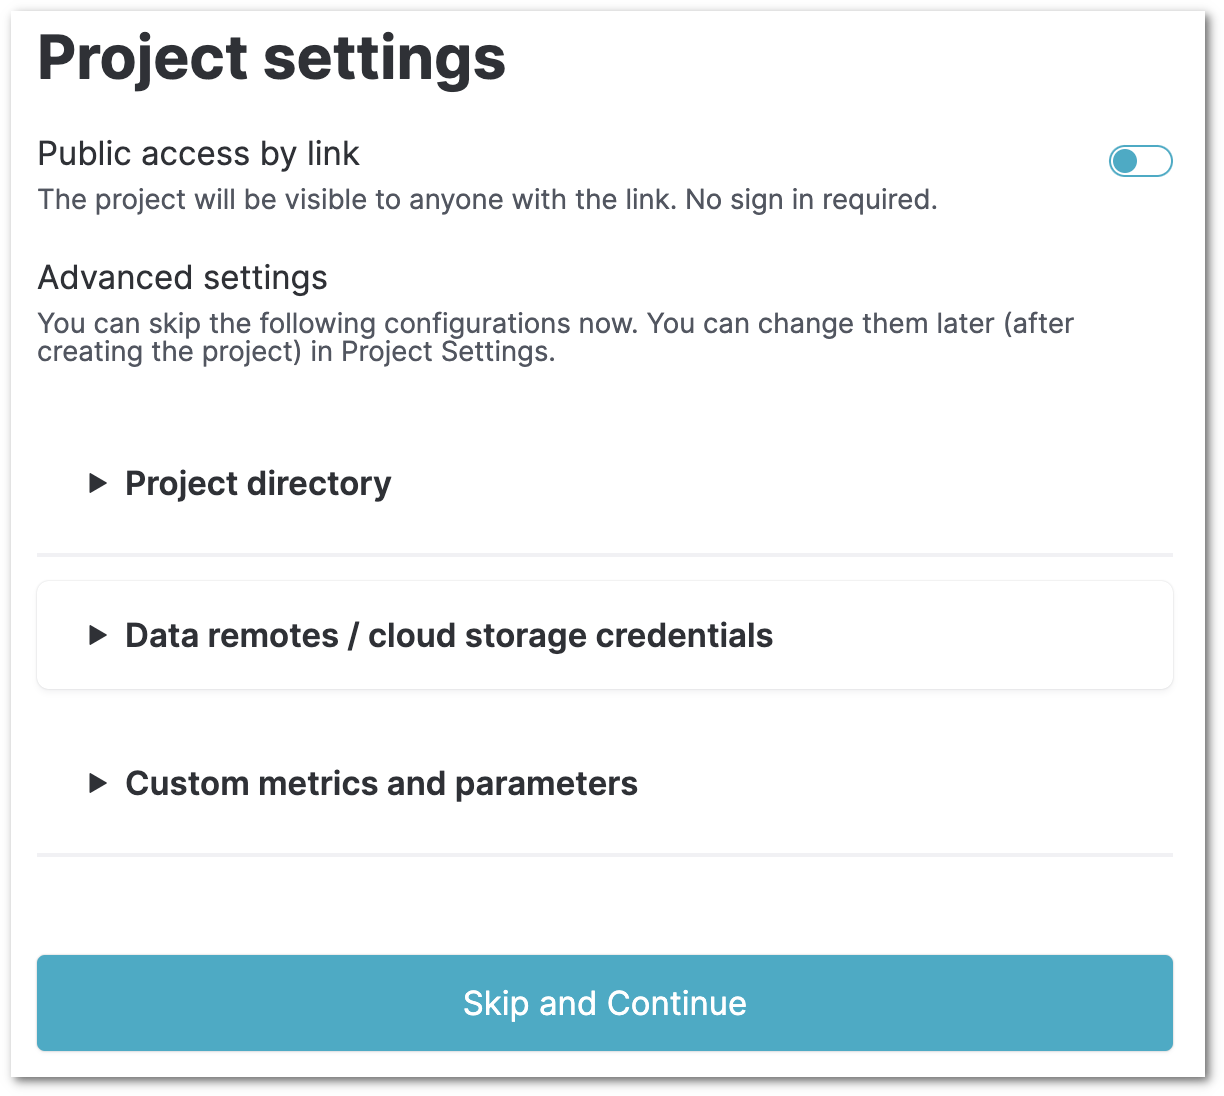 Project settings
Public access by link
The project will be visible to anyone with the link. No sign in required.
Advanced settings
You can skip the following configurations now. You can change them later (after
creating the project) in Project Settings.
Project directory
Data remotes / cloud storage credentials
Custom metrics and parameters
Skip and Continue